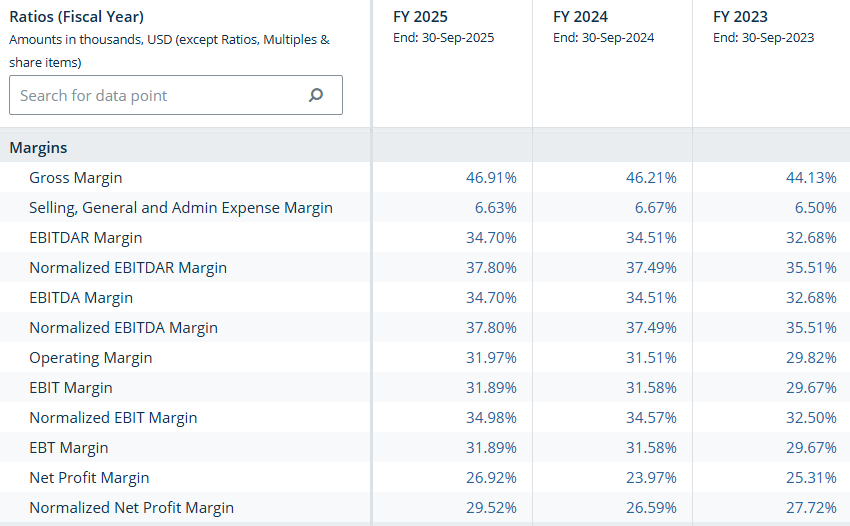 Ratios (Fiscal Year) FY 2025 FY 2024 FY 2023
Amounts in thousands, USD (except Ratios, Multiples & End: 30-Sep-2025 End: 30-Sep-2024 End: 30-Sep-2023
share items)
Search for data point
Margins
Gross Margin 46.91% 46.21% 44.13%
Selling, General and Admin Expense Margin 6.63% 6.67% 6.50%
EBITDAR Margin 34.70% 34.51% 32.68%
Normalized EBITDAR Margin 37.80% 37.49% 35.51%
EBITDA Margin 34.70% 34.51% 32.68%
Normalized EBITDA Margin 37.80% 37.49% 35.51%
Operating Margin 31.97% 31.51% 29.82%
EBIT Margin 31.89% 31.58% 29.67%
Normalized EBIT Margin 34.98% 34.57% 32.50%
EBT Margin 31.89% 31.58% 29.67%
Net Profit Margin 26.92% 23.97% 25.31%
Normalized Net Profit Margin 29.52% 26.59% 27.72%